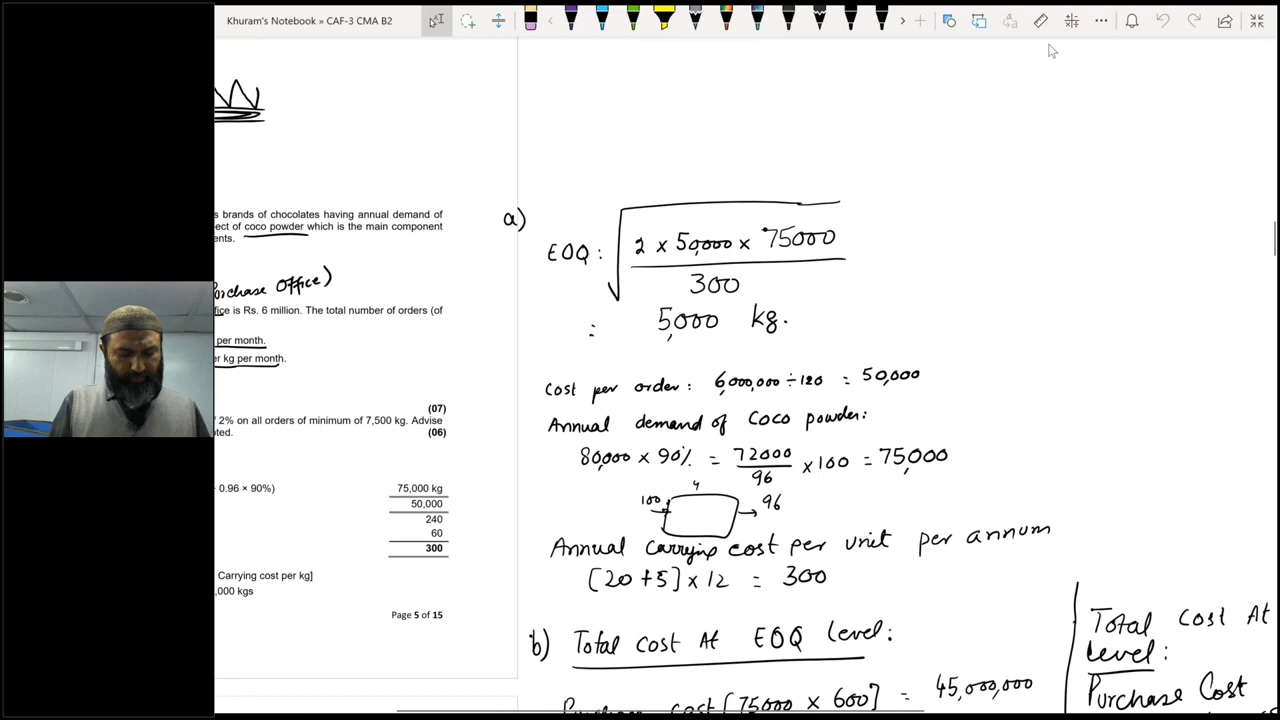 Khuram's Notebook » CAF-3 CMA B2
s brands of chocolates having annual demand of
ect of coco powder which is the main component
ents.
Purchase Office)
fice is Rs. 6 million. The total number of orders (of
per month.
er kg per month.
(07)
f 2% on all orders of minimum of 7,500 kg. Advise
oted. (06)
0.96 × 90%) 75,000 kg
50,000
240
60
300
Carrying cost per kg]
,000 kgs
Page 5 of 15
a)
EOQ: √ 2 × 50,000 × 75000
300
= 5,000 kg.
Cost per order: 6,000,000 ÷ 120 = 50,000
Annual demand of Coco powder:
80,000 × 90% = 72000 × 100 = 75,000
96
4
100 → → 96
Annual carrying cost per unit per annum
[20 + 5] × 12 = 300
b) Total cost At EOQ level:
Purchase cost [75000 × 600] = 45,000,000
Total cost At
level:
Purchase Cost